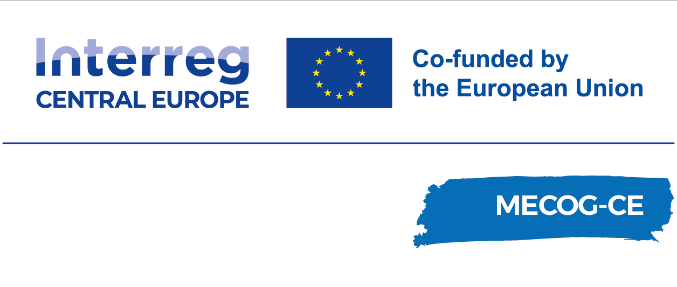 Interreg
CENTRAL EUROPE
Co-funded by
the European Union
MECOG-CE